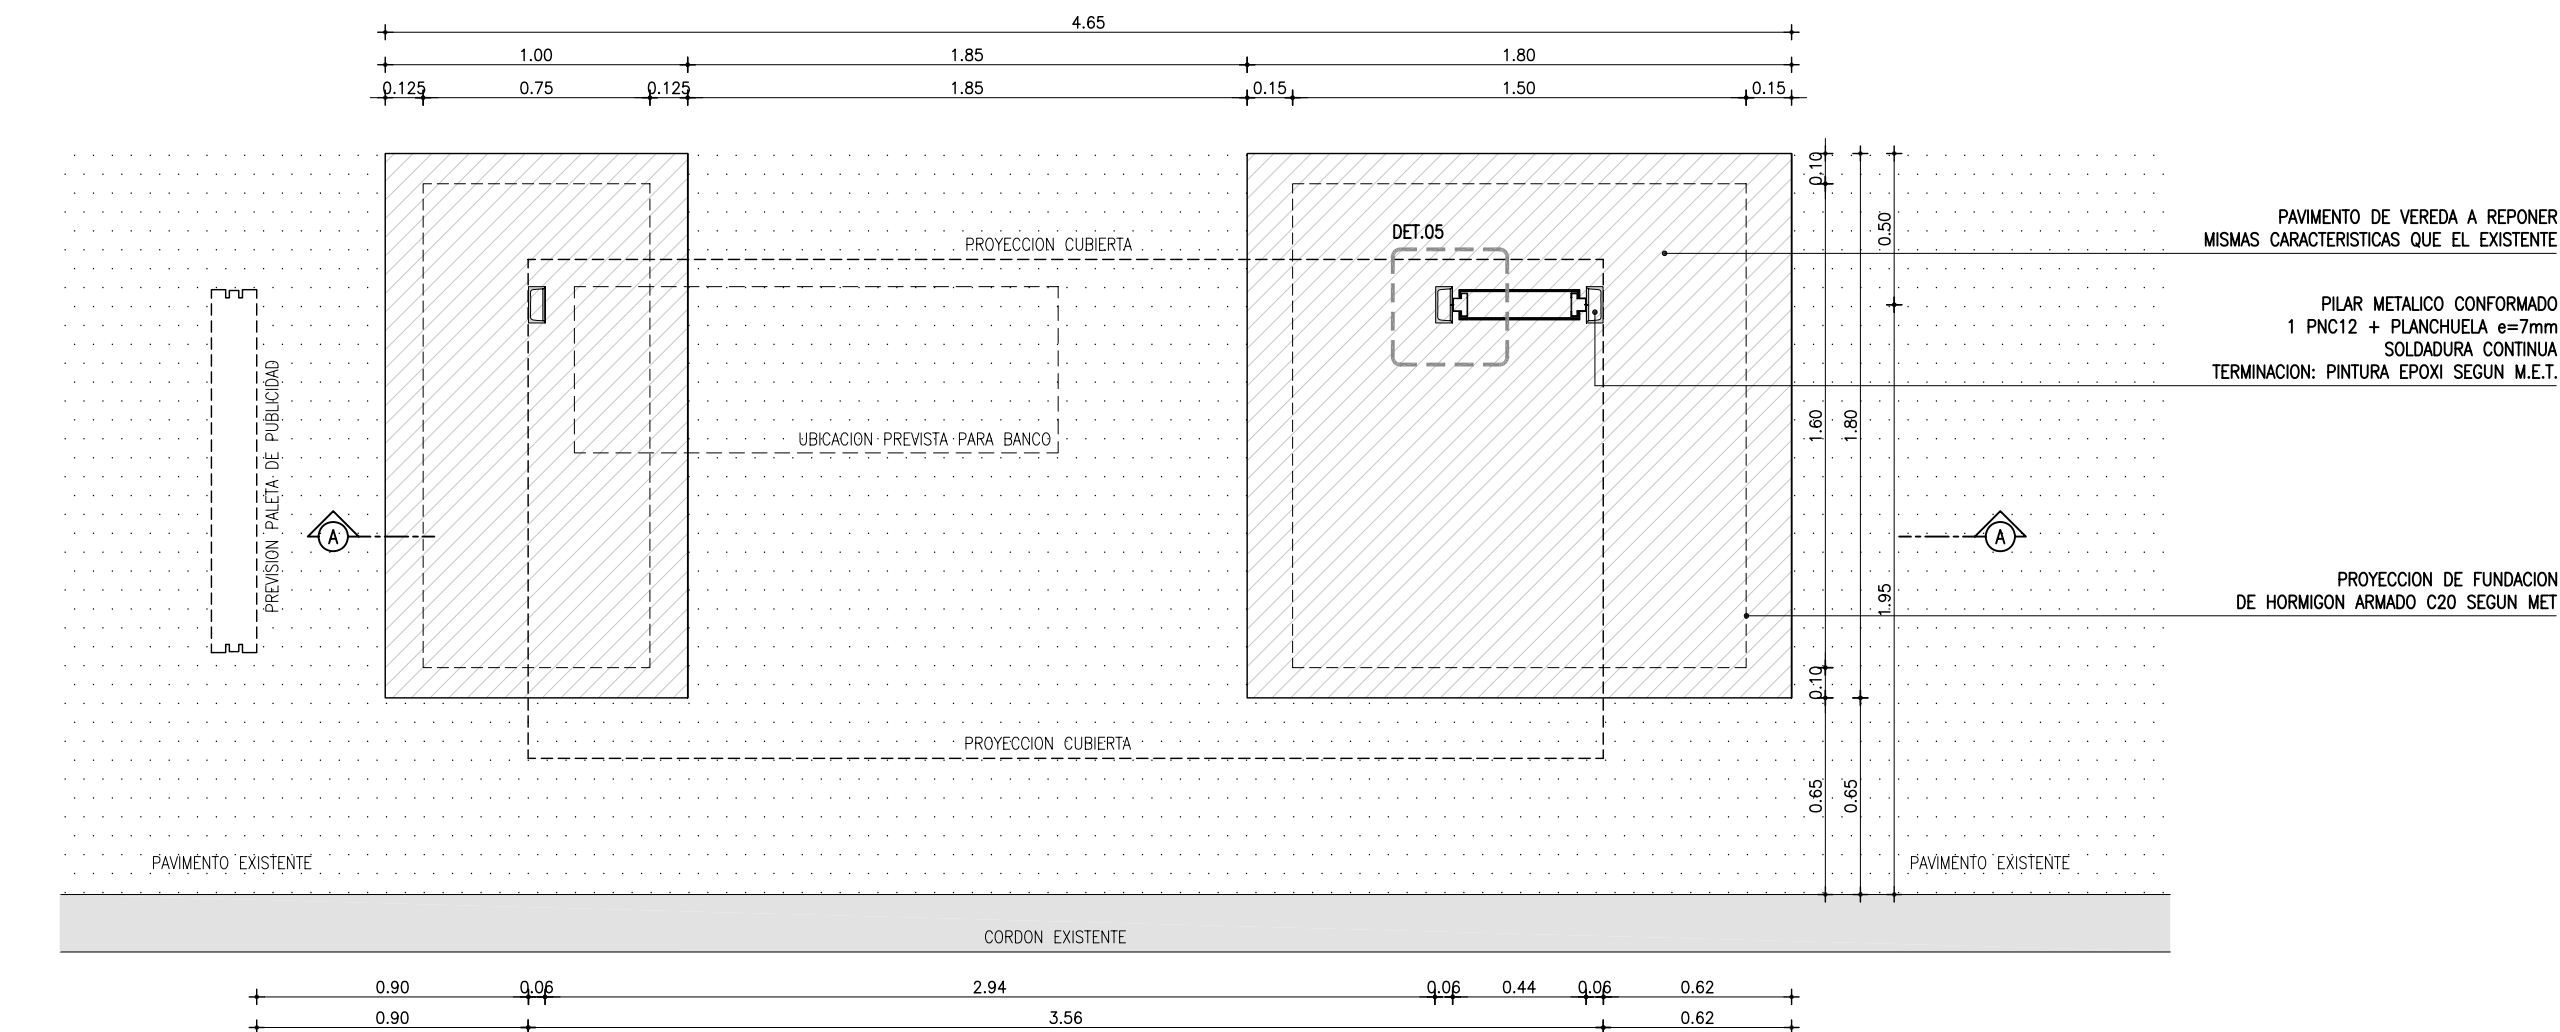 4.65
1.00 1.85 1.80
0.125 0.75 0.125 1.85 0.15 1.50 0.15
0.10
0.50
PAVIMENTO DE VEREDA A REPONER
MISMAS CARACTERISTICAS QUE EL EXISTENTE
DET.05
PROYECCION CUBIERTA
PILAR METALICO CONFORMADO
1 PNC12 + PLANCHUELA e=7mm
SOLDADURA CONTINUA
TERMINACION: PINTURA EPOXI SEGUN M.E.T.
PREVISION PALETA DE PUBLICIDAD
UBICACION PREVISTA PARA BANCO
1.60
1.80
A
A
PROYECCION DE FUNDACION
DE HORMIGON ARMADO C20 SEGUN MET
1.95
0.10
PROYECCION CUBIERTA
0.65
0.65
PAVIMENTO EXISTENTE
PAVIMENTO EXISTENTE
CORDON EXISTENTE
0.90 0.06 2.94 0.06 0.44 0.06 0.62
0.90 3.56 0.62